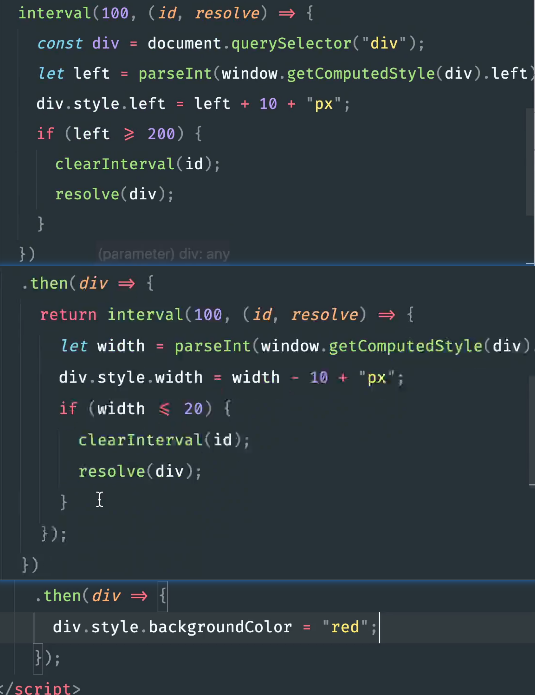 interval(100, (id, resolve) => {
const div = document.querySelector("div");
let left = parseInt(window.getComputedStyle(div).left)
div.style.left = left + 10 + "px";
if (left >= 200) {
clearInterval(id);
resolve(div);
}
})
(parameter) div: any
.then(div => {
return interval(100, (id, resolve) => {
let width = parseInt(window.getComputedStyle(div).
div.style.width = width - 10 + "px";
if (width <= 20) {
clearInterval(id);
resolve(div);
}
});
})
.then(div => {
div.style.backgroundColor = "red";
});
</script>